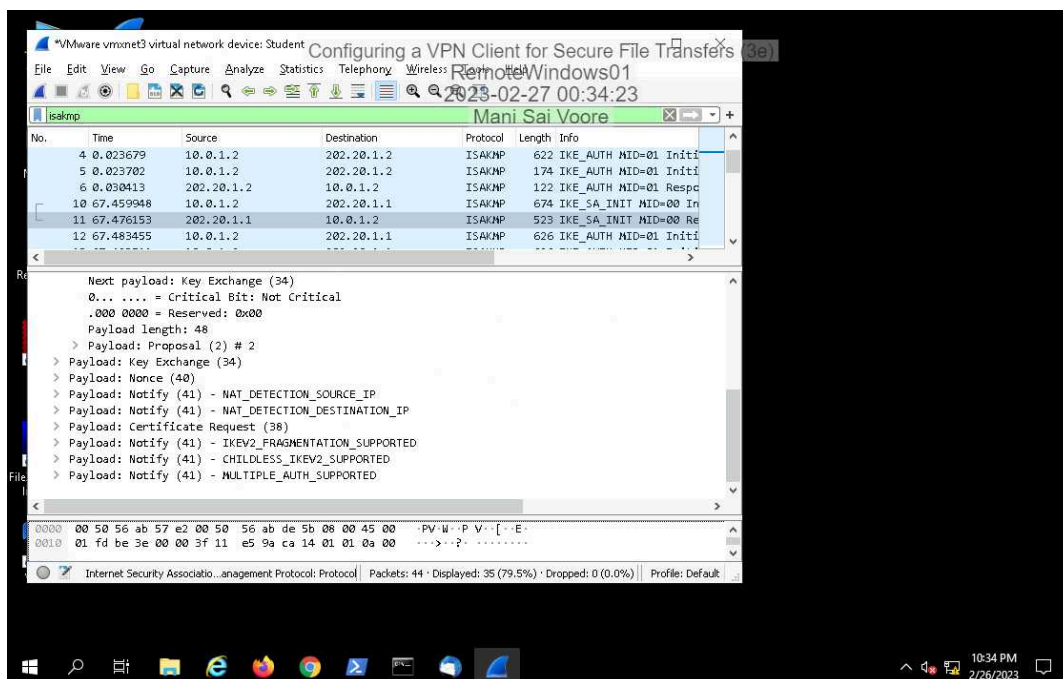 *VMware vmxnet3 virtual network device: Student
Configuring a VPN Client for Secure File Transfers (3e)
RemoteWindows01
2023-02-27 00:34:23
Mani Sai Voore
File Edit View Go Capture Analyze Statistics Telephony Wireless Tools Help
isakmp
No. Time Source Destination Protocol Length Info
4 0.023679 10.0.1.2 202.20.1.2 ISAKMP 622 IKE_AUTH MID=01 Initi
5 0.023702 10.0.1.2 202.20.1.2 ISAKMP 174 IKE_AUTH MID=01 Initi
6 0.030413 202.20.1.2 10.0.1.2 ISAKMP 122 IKE_AUTH MID=01 Respo
10 67.459948 10.0.1.2 202.20.1.1 ISAKMP 674 IKE_SA_INIT MID=00 In
11 67.476153 202.20.1.1 10.0.1.2 ISAKMP 523 IKE_SA_INIT MID=00 Re
12 67.483455 10.0.1.2 202.20.1.1 ISAKMP 626 IKE_AUTH MID=01 Initi
Next payload: Key Exchange (34)
0... .... = Critical Bit: Not Critical
.000 0000 = Reserved: 0x00
Payload length: 48
> Payload: Proposal (2) # 2
> Payload: Key Exchange (34)
> Payload: Nonce (40)
> Payload: Notify (41) - NAT_DETECTION_SOURCE_IP
> Payload: Notify (41) - NAT_DETECTION_DESTINATION_IP
> Payload: Certificate Request (38)
> Payload: Notify (41) - IKEV2_FRAGMENTATION_SUPPORTED
> Payload: Notify (41) - CHILDLESS_IKEV2_SUPPORTED
> Payload: Notify (41) - MULTIPLE_AUTH_SUPPORTED
0000 00 50 56 ab 57 e2 00 50 56 ab de 5b 08 00 45 00 ·PV·W··P V··[··E·
0010 01 fd be 3e 00 00 3f 11 e5 9a ca 14 01 01 0a 00 ···>··?· ········
Internet Security Associatio...anagement Protocol: Protocol Packets: 44 · Displayed: 35 (79.5%) · Dropped: 0 (0.0%) Profile: Default
10:34 PM
2/26/2023